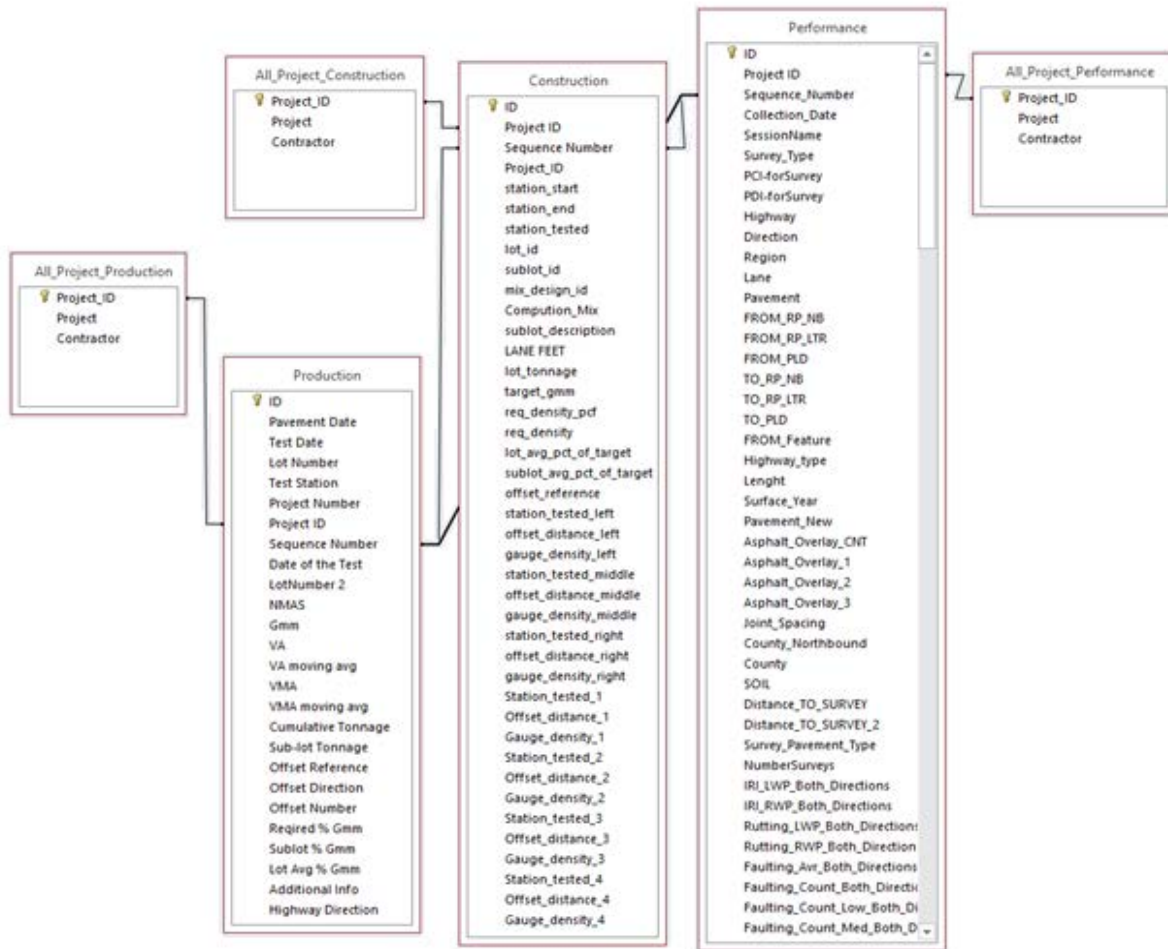 All_Project_Production
Project_ID
Project
Contractor
All_Project_Construction
Project_ID
Project
Contractor
Production
ID
Pavement Date
Test Date
Lot Number
Test Station
Project Number
Project ID
Sequence Number
Date of the Test
LotNumber 2
NMAS
Gmm
VA
VA moving avg
VMA
VMA moving avg
Cumulative Tonnage
Sub-lot Tonnage
Offset Reference
Offset Direction
Offset Number
Reqired % Gmm
Sublot % Gmm
Lot Avg % Gmm
Additional Info
Highway Direction
Construction
ID
Project ID
Sequence Number
Project_ID
station_start
station_end
station_tested
lot_id
sublot_id
mix_design_id
Compution_Mix
sublot_description
LANE FEET
lot_tonnage
target_gmm
req_density_pcf
req_density
lot_avg_pct_of_target
sublot_avg_pct_of_target
offset_reference
station_tested_left
offset_distance_left
gauge_density_left
station_tested_middle
offset_distance_middle
gauge_density_middle
station_tested_right
offset_distance_right
gauge_density_right
Station_tested_1
Offset_distance_1
Gauge_density_1
Station_tested_2
Offset_distance_2
Gauge_density_2
Station_tested_3
Offset_distance_3
Gauge_density_3
Station_tested_4
Offset_distance_4
Gauge_density_4
Performance
ID
Project ID
Sequence_Number
Collection_Date
SessionName
Survey_Type
PCI-forSurvey
PDI-forSurvey
Highway
Direction
Region
Lane
Pavement
FROM_RP_NB
FROM_RP_LTR
FROM_PLD
TO_RP_NB
TO_RP_LTR
TO_PLD
FROM_Feature
Highway_type
Lenght
Surface_Year
Pavement_New
Asphalt_Overlay_CNT
Asphalt_Overlay_1
Asphalt_Overlay_2
Asphalt_Overlay_3
Joint_Spacing
County_Northbound
County
SOIL
Distance_TO_SURVEY
Distance_TO_SURVEY_2
Survey_Pavement_Type
NumberSurveys
IRI_LWP_Both_Directions
IRI_RWP_Both_Directions
Rutting_LWP_Both_Directions
Rutting_RWP_Both_Direction
Faulting_Avr_Both_Directions
Faulting_Count_Both_Directi
Faulting_Count_Low_Both_Di
Faulting_Count_Med_Both_D
All_Project_Performance
Project_ID
Project
Contractor